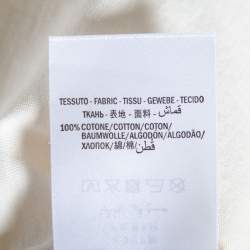 TESSUTO - FABRIC - TISSU - GEWEBE - TECIDO
ТКАНЬ - 表地 - 面料 - قماش
100% COTONE/COTTON/COTON/
BAUMWOLLE/ALGODÓN/ALGODÃO/
ХЛОПОК/綿/棉/قطن